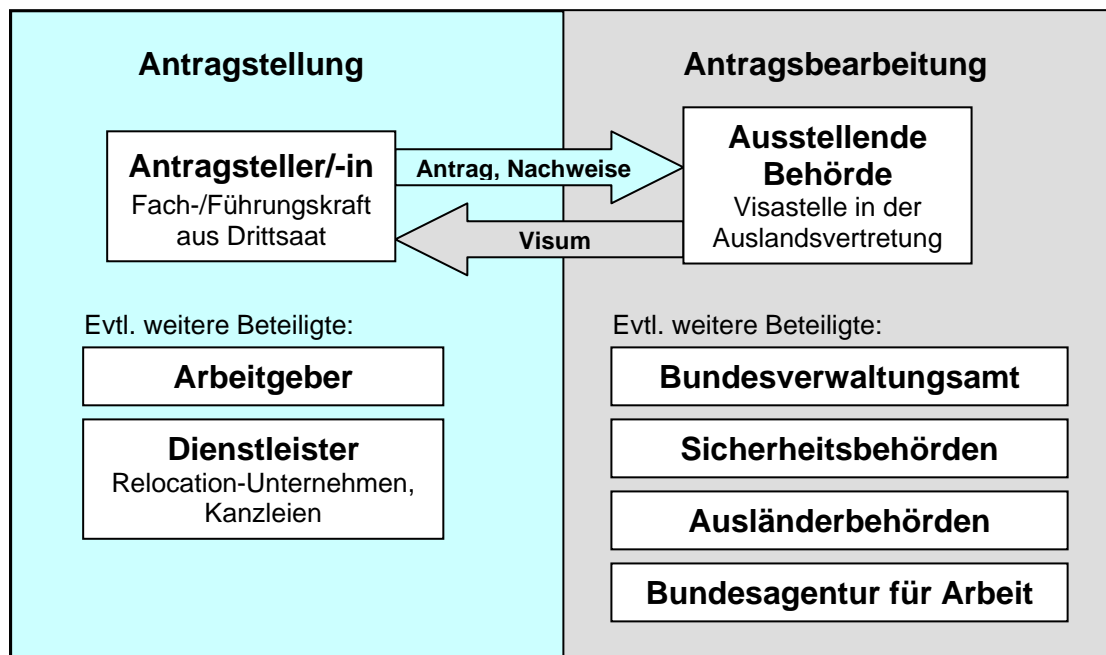 Antragstellung
Antragsteller/-in
Fach-/Führungskraft
aus Drittsaat
Antrag, Nachweise
Visum
Evtl. weitere Beteiligte:
Arbeitgeber
Dienstleister
Relocation-Unternehmen,
Kanzleien
Antragsbearbeitung
Ausstellende
Behörde
Visastelle in der
Auslandsvertretung
Evtl. weitere Beteiligte:
Bundesverwaltungsamt
Sicherheitsbehörden
Ausländerbehörden
Bundesagentur für Arbeit